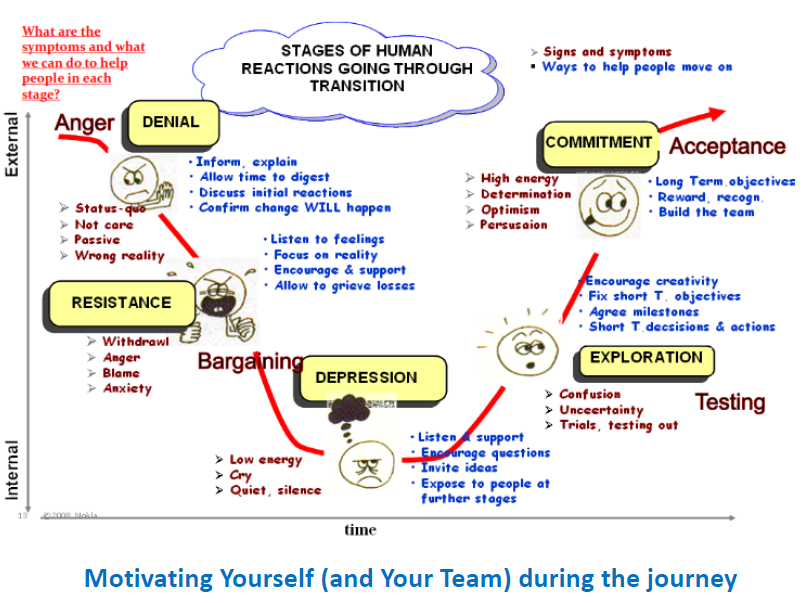 What are the
symptoms and what
we can do to help
people in each
stage?
STAGES OF HUMAN
REACTIONS GOING THROUGH
TRANSITION
➢ Signs and symptoms
▪ Ways to help people move on
External
Anger
DENIAL
• Inform, explain
• Allow time to digest
• Discuss initial reactions
• Confirm change WILL happen
➢ Status-quo
➢ Not care
➢ Passive
➢ Wrong reality
COMMITMENT
Acceptance
➢ High energy
➢ Determination
➢ Optimism
➢ Persusaion
• Long Term.objectives
• Reward, recogn.
• Build the team
• Listen to feelings
• Focus on reality
• Encourage & support
• Allow to grieve losses
RESISTANCE
➢ Withdrawl
➢ Anger
➢ Blame
➢ Anxiety
Bargaining
• Encourage creativity
• Fix short T. objectives
• Agree milestones
• Short T.decsisions & actions
EXPLORATION
Testing
➢ Confusion
➢ Unceertainty
➢ Trials, testing out
DEPRESSION
➢ Low energy
➢ Cry
➢ Quiet, silence
• Listen & support
• Encourage questions
• Invite ideas
• Expose to people at
further stages
Internal
13 ©2008 Nokia
time
Motivating Yourself (and Your Team) during the journey